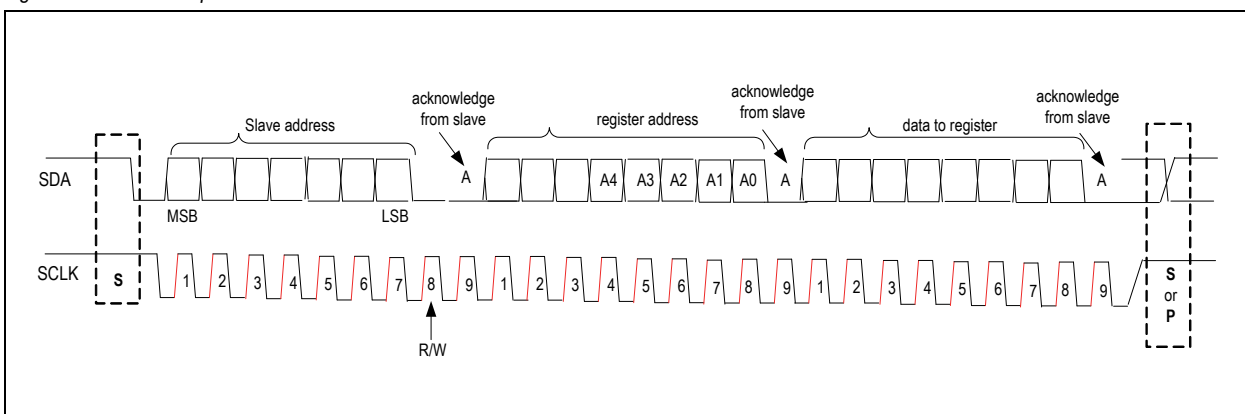 acknowledge
from slave
acknowledge
from slave
acknowledge
from slave
Slave address
register address
data to register
SDA
A
A4 A3 A2 A1 A0
A
A
MSB
LSB
SCLK
S
1 2 3 4 5 6 7 8 9 1 2 3 4 5 6 7 8 9 1 2 3 4 5 6 7 8 9
S
or
P
R/W